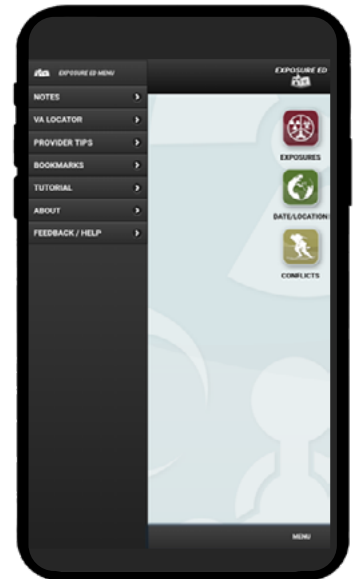 EXPOSURE ED MENU
NOTES
VA LOCATOR
PROVIDER TIPS
BOOKMARKS
TUTORIAL
ABOUT
FEEDBACK / HELP
EXPOSURE ED
EXPOSURES
DATE/LOCATION
CONFLICTS
MENU